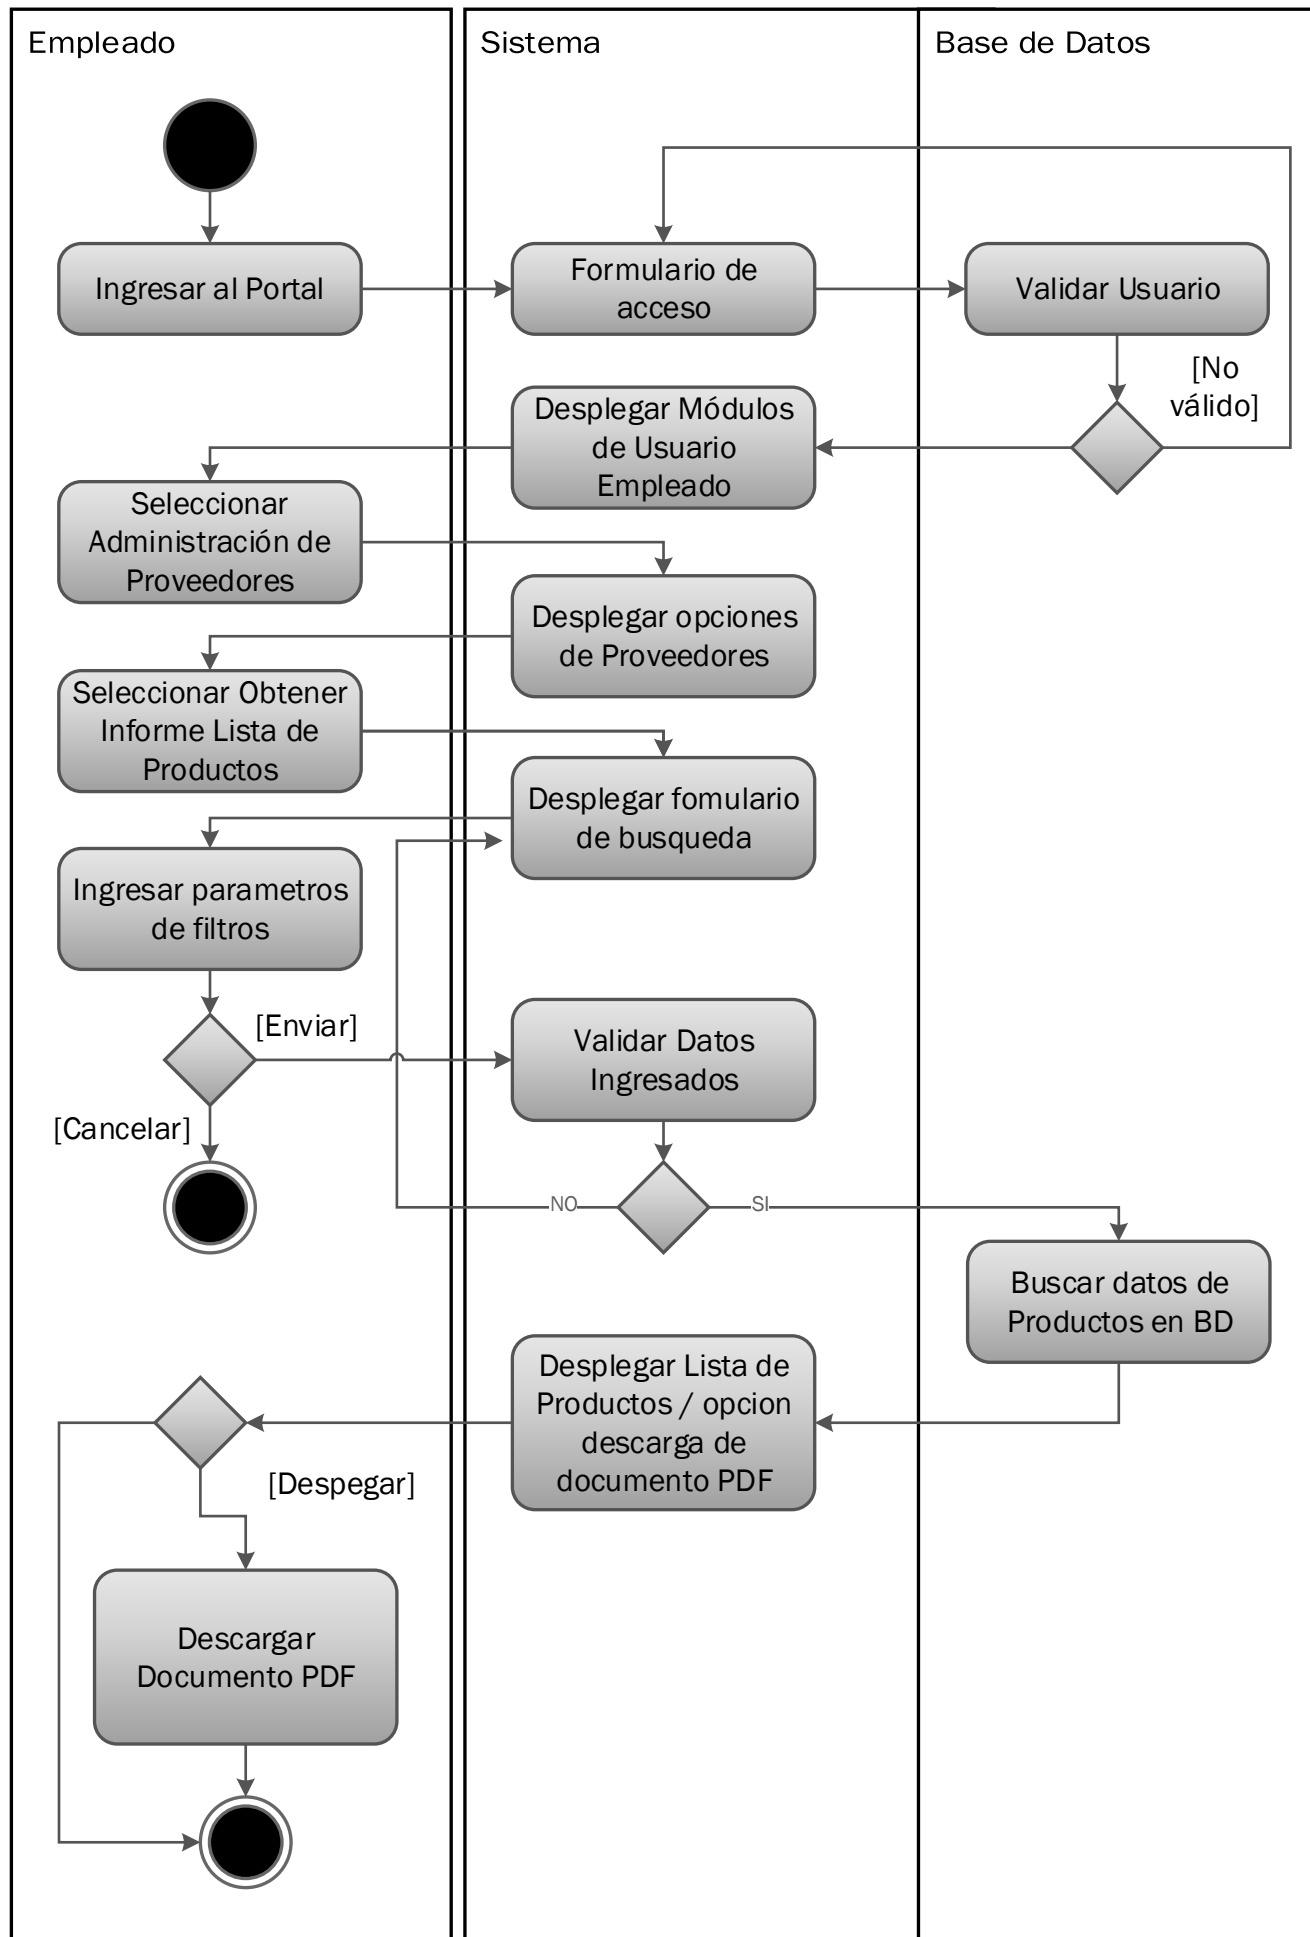 Empleado
Sistema
Base de Datos
Ingresar al Portal
Formulario de
acceso
Validar Usuario
[No
válido]
Desplegar Módulos
de Usuario
Empleado
Seleccionar
Administración de
Proveedores
Desplegar opciones
de Proveedores
Seleccionar Obtener
Informe Lista de
Productos
Desplegar fomulario
de busqueda
Ingresar parametros
de filtros
[Enviar]
Validar Datos
Ingresados
[Cancelar]
NO
SI
Buscar datos de
Productos en BD
Desplegar Lista de
Productos / opcion
descarga de
documento PDF
[Despegar]
Descargar
Documento PDF